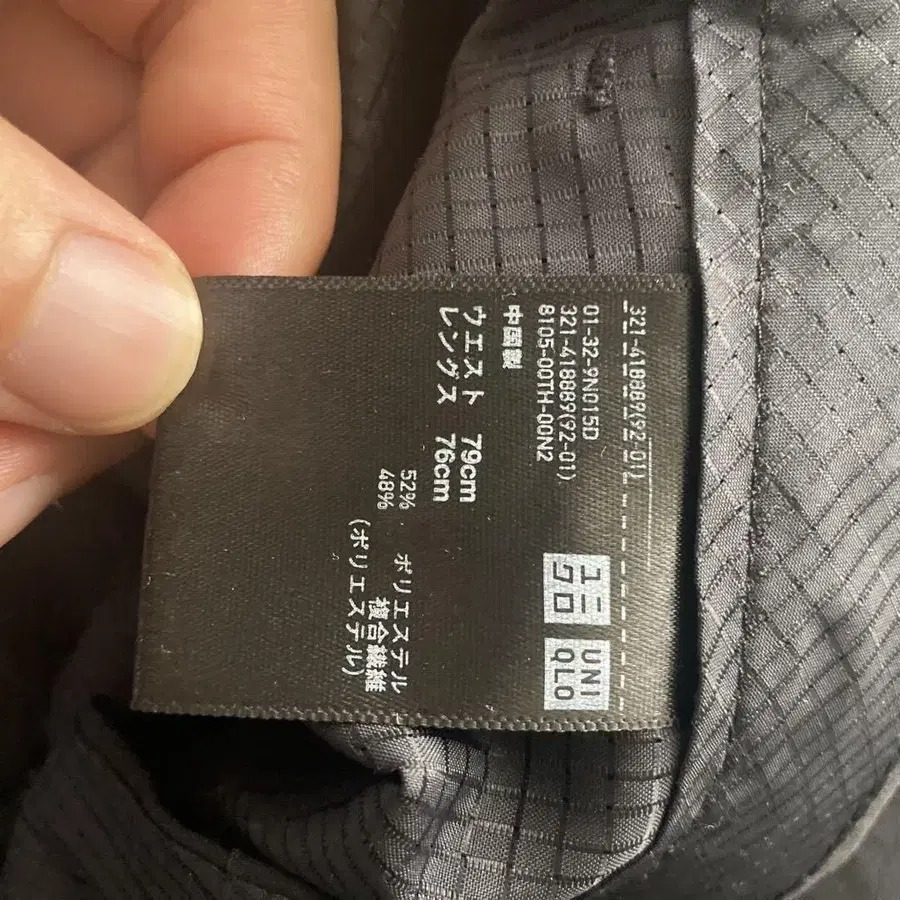 321-418889(92-01)
01-32-9N015D
321-418889(92-01)
8105-00TH-00N2
ユニ
クロ
UNI
QLO
中国製
ウエスト 79cm
レングス 76cm
52% ポリエステル
48% 複合繊維
(ポリエステル)